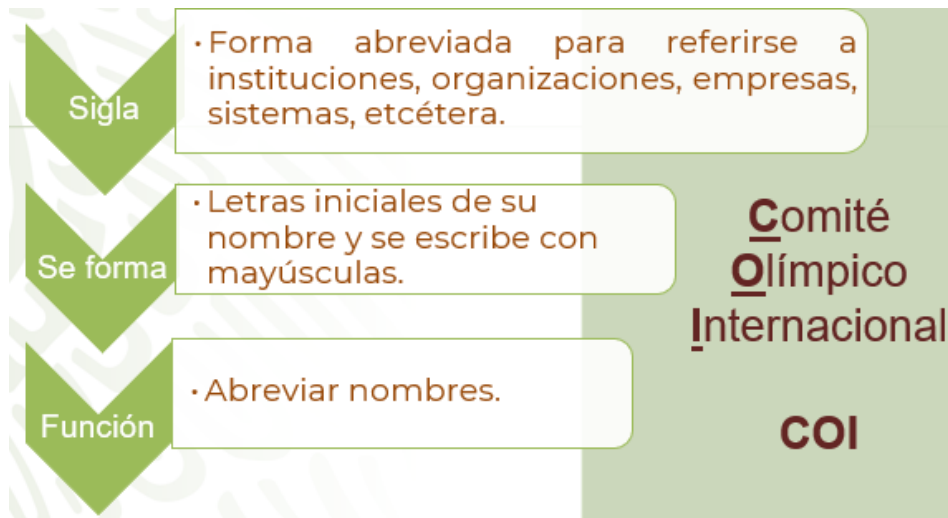 Sigla
· Forma abreviada para referirse a
instituciones, organizaciones, empresas,
sistemas, etcétera.
Se forma
· Letras iniciales de su
nombre y se escribe con
mayúsculas.
Función
· Abreviar nombres.
Comité
Olímpico
Internacional
COI